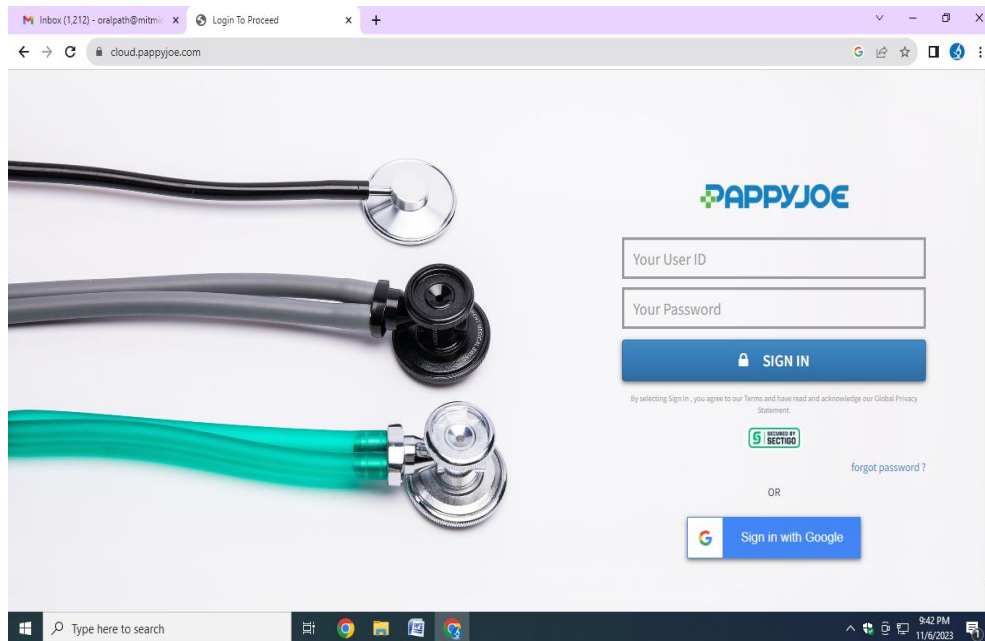 Inbox (1,212) - oralpath@mitmic
Login To Proceed
cloud.pappyjoe.com
PAPPYJOE
Your User ID
Your Password
SIGN IN
By selecting Sign In , you agree to our Terms and have read and acknowledge our Global Privacy
Statement.
SECURED BY
SECTIGO
forgot password ?
OR
Sign in with Google
Type here to search
9:42 PM
11/6/2023
1